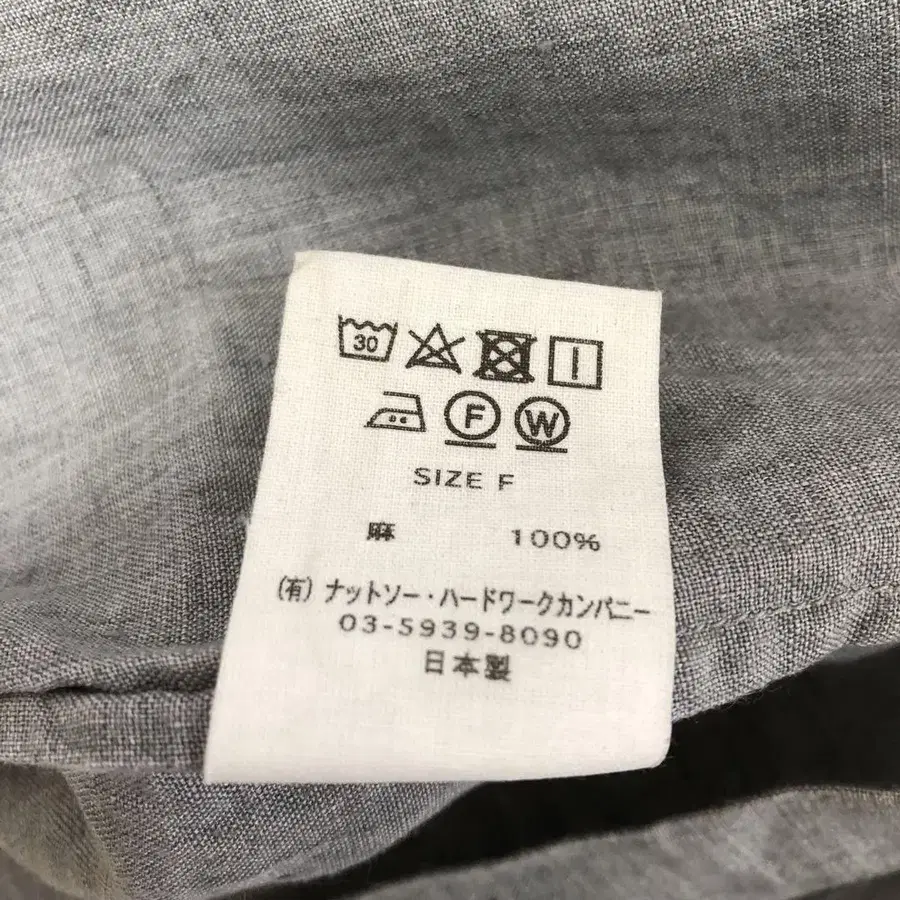 30
F W
SIZE F
麻 100%
(有) ナットソー・ハードワークカンパニー
03-5939-8090
日本製